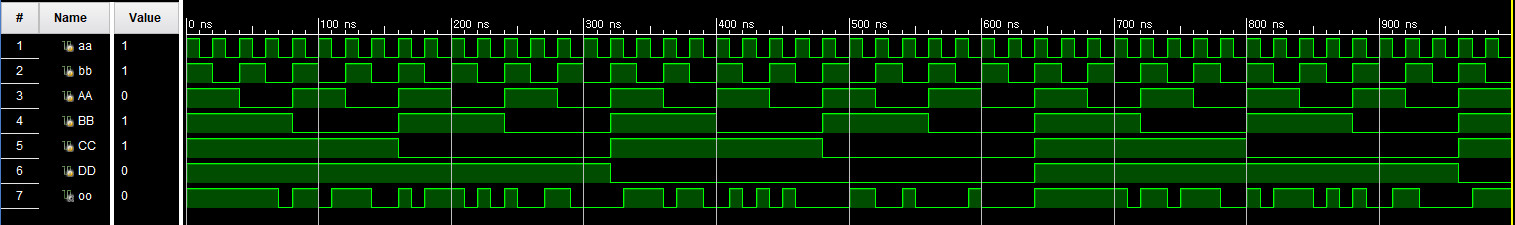 # Name Value 0 ns 100 ns 200 ns 300 ns 400 ns 500 ns 600 ns 700 ns 800 ns 900 ns
1 aa 1
2 bb 1
3 AA 0
4 BB 1
5 CC 1
6 DD 0
7 oo 0